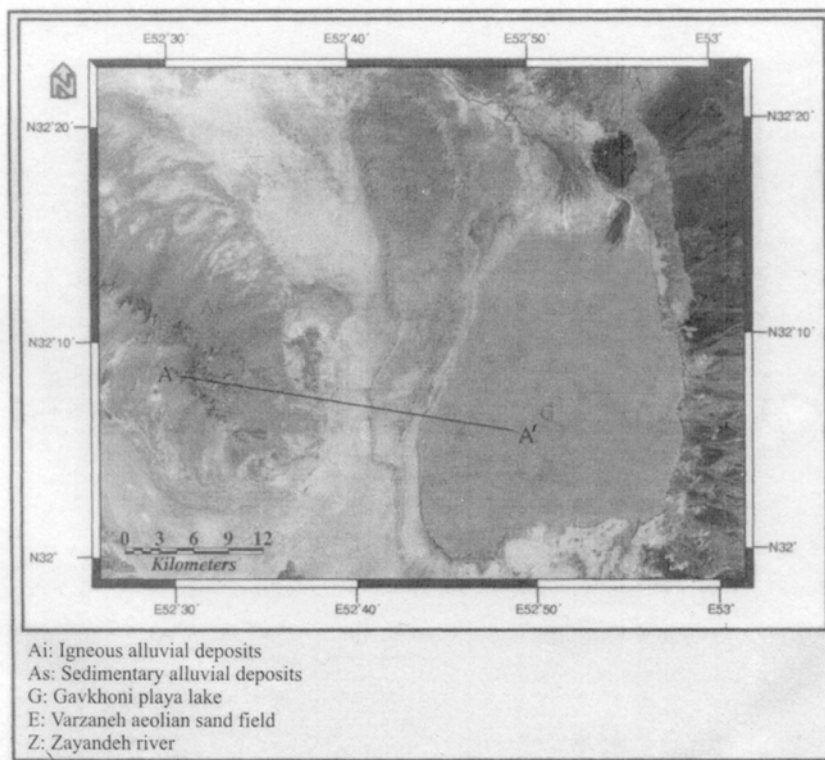 E52˚30' E52˚40' E52˚50' E53˚
Z
N32˚20' N32˚20'
Z
E
N32˚10' N32˚10'
A A'
G
0 3 6 9 12
Kilometers
N32˚ N32˚
E52˚30' E52˚40' E52˚50' E53˚
Ai: Igneous alluvial deposits
As: Sedimentary alluvial deposits
G: Gavkhoni playa lake
E: Varzaneh aeolian sand field
Z: Zayandeh river